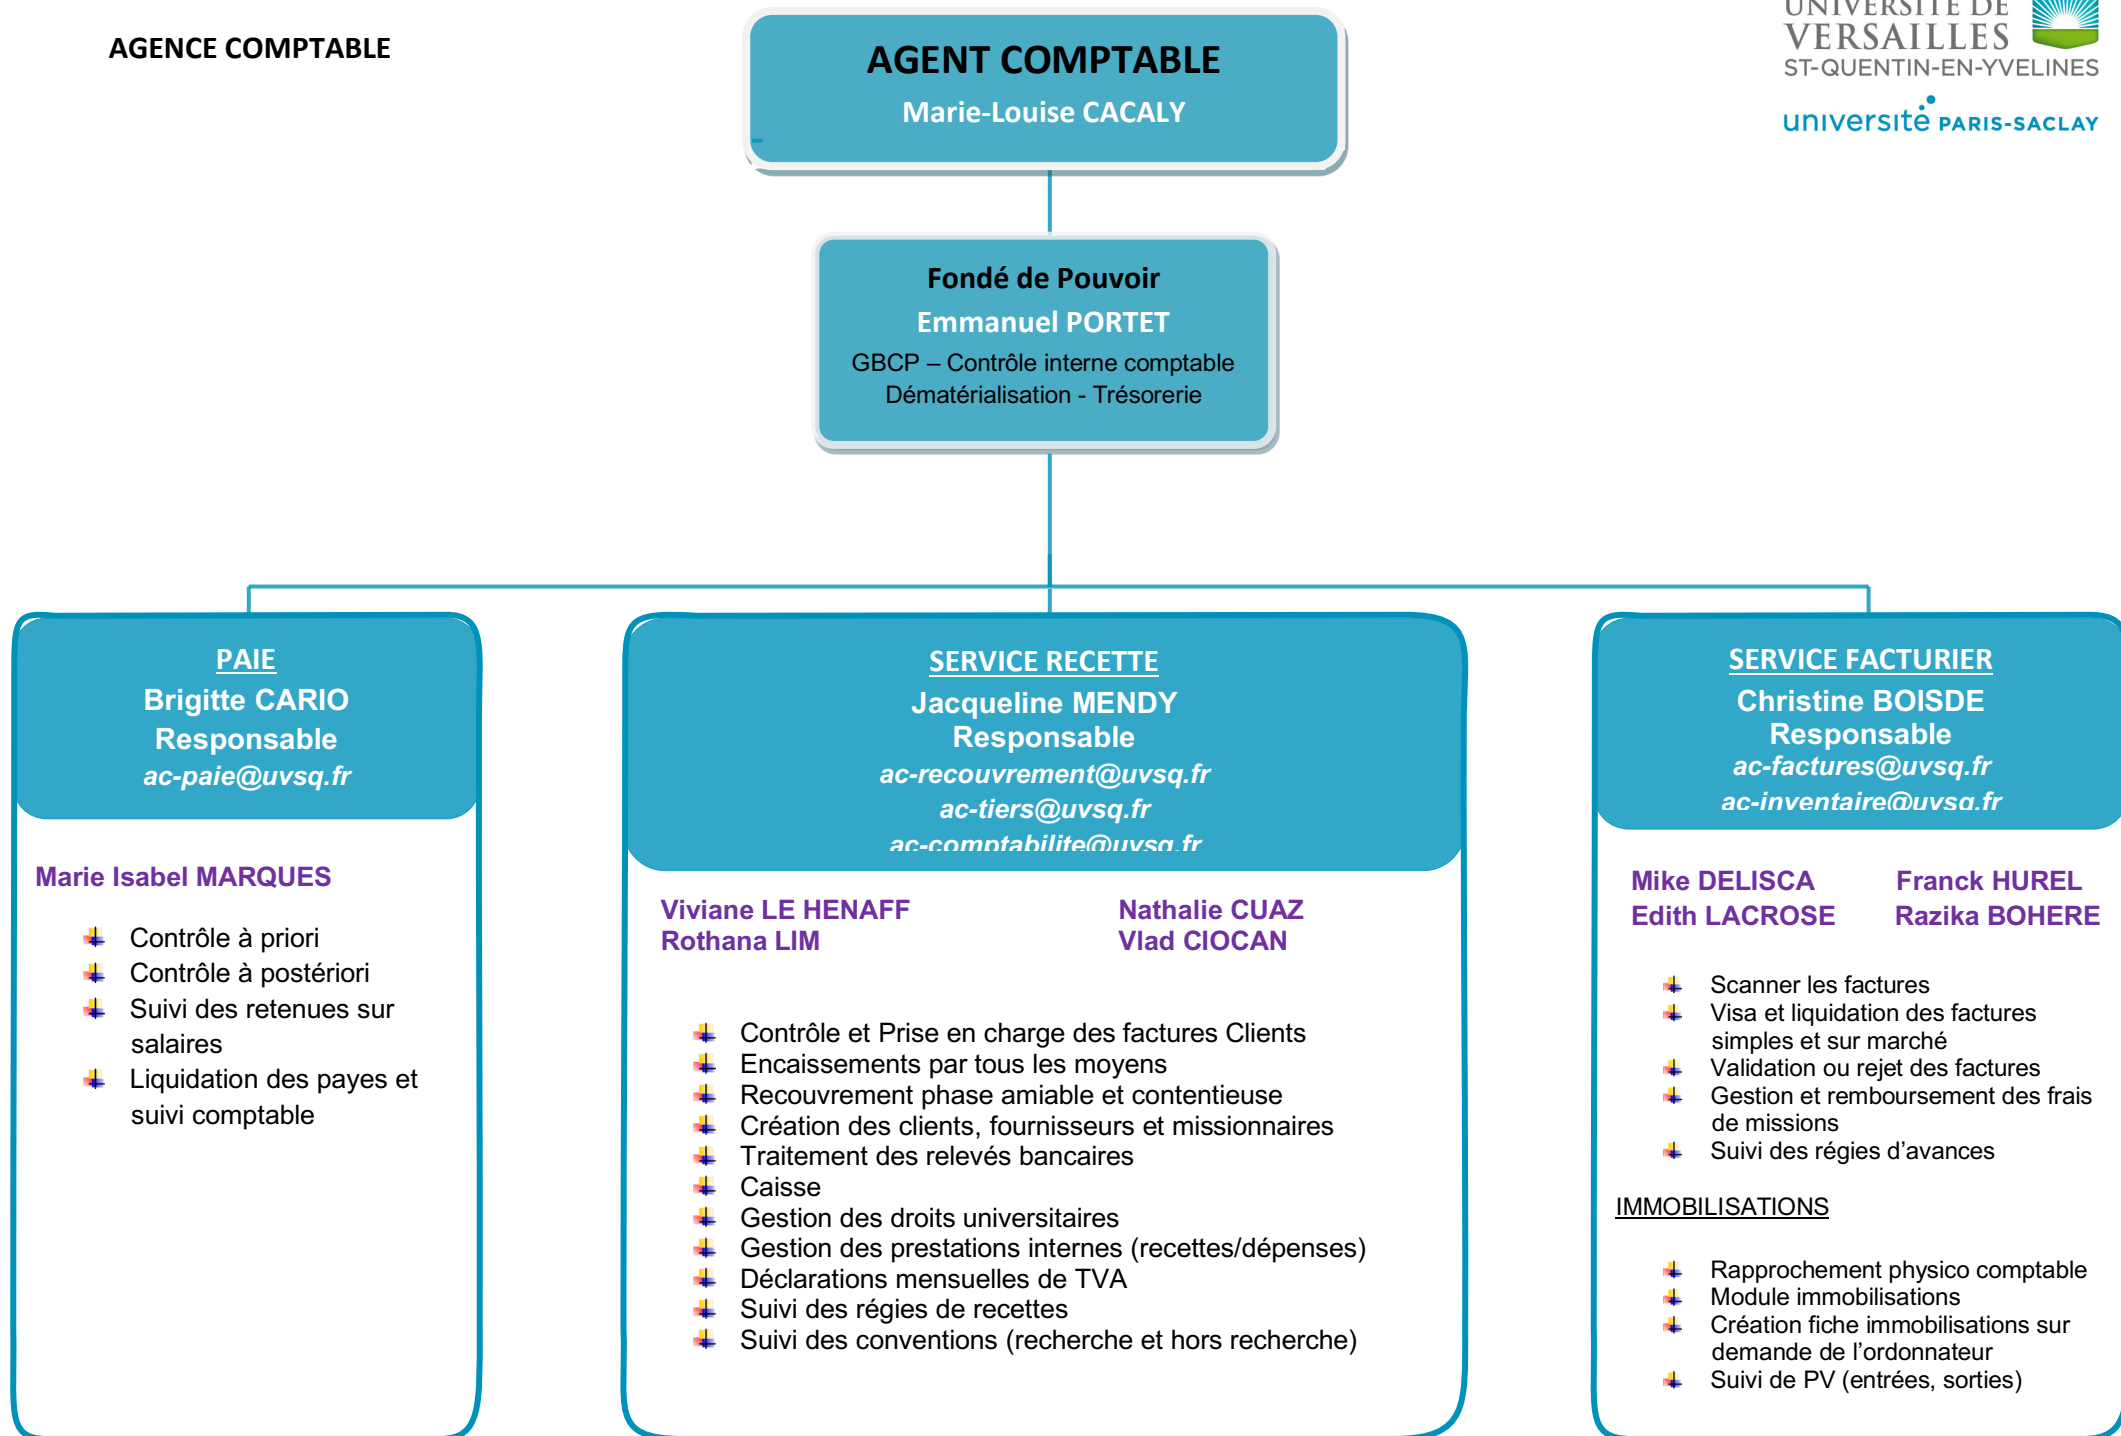 AGENCE COMPTABLE
AGENT COMPTABLE
Marie-Louise CACALY
UNIVERSITÉ DE
VERSAILLES
ST-QUENTIN-EN-YVELINES
université PARIS-SACLAY
Fondé de Pouvoir
Emmanuel PORTET
GBCP – Contrôle interne comptable
Dématérialisation - Trésorerie
PAIE
Brigitte CARIO
Responsable
ac-paie@uvsq.fr
Marie Isabel MARQUES
Contrôle à priori
Contrôle à postériori
Suivi des retenues sur
salaires
Liquidation des payes et
suivi comptable
SERVICE RECETTE
Jacqueline MENDY
Responsable
ac-recouvrement@uvsq.fr
ac-tiers@uvsq.fr
ac-comptabilite@uvsq.fr
Viviane LE HENAFF Nathalie CUAZ
Rothana LIM Vlad CIOCAN
Contrôle et Prise en charge des factures Clients
Encaissements par tous les moyens
Recouvrement phase amiable et contentieuse
Création des clients, fournisseurs et missionnaires
Traitement des relevés bancaires
Caisse
Gestion des droits universitaires
Gestion des prestations internes (recettes/dépenses)
Déclarations mensuelles de TVA
Suivi des régies de recettes
Suivi des conventions (recherche et hors recherche)
SERVICE FACTURIER
Christine BOISDE
Responsable
ac-factures@uvsq.fr
ac-inventaire@uvsq.fr
Mike DELISCA Franck HUREL
Edith LACROSE Razika BOHERE
Scanner les factures
Visa et liquidation des factures
simples et sur marché
Validation ou rejet des factures
Gestion et remboursement des frais
de missions
Suivi des régies d’avances
IMMOBILISATIONS
Rapprochement physico comptable
Module immobilisations
Création fiche immobilisations sur
demande de l’ordonnateur
Suivi de PV (entrées, sorties)